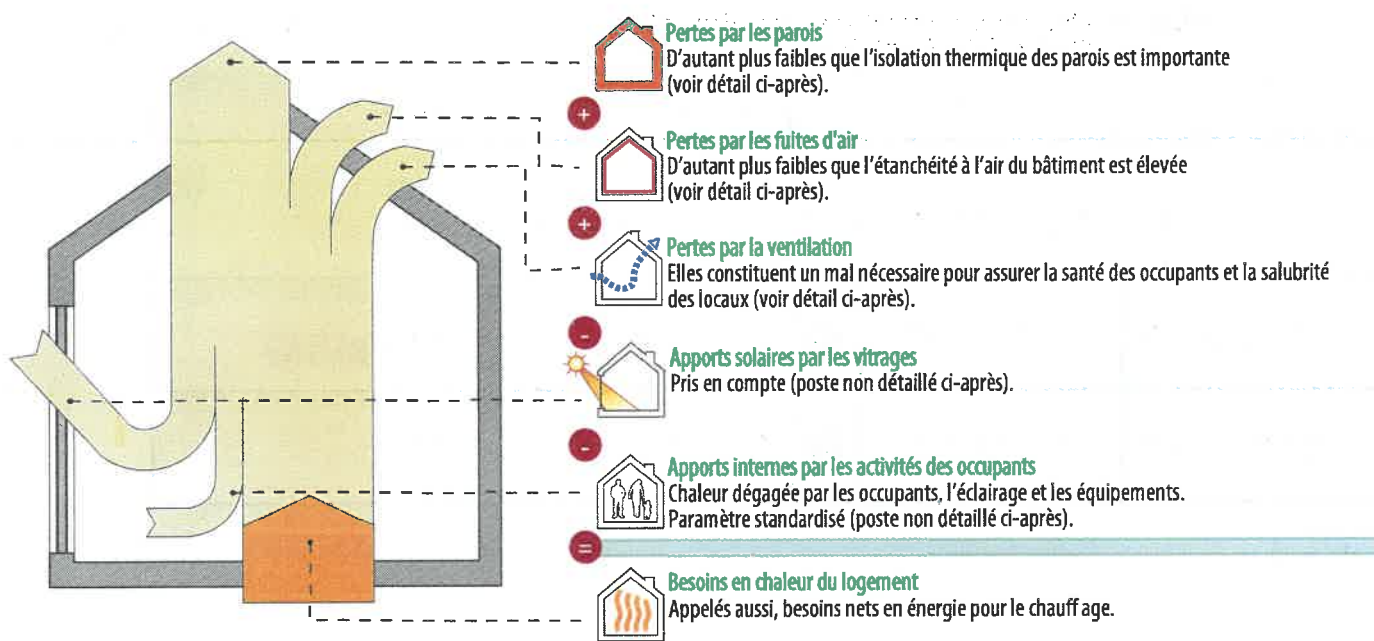 Pertes par les parois
D'autant plus faibles que l'isolation thermique des parois est importante
(voir détail ci-après).
+
Pertes par les fuites d'air
D'autant plus faibles que l'étanchéité à l'air du bâtiment est élevée
(voir détail ci-après).
+
Pertes par la ventilation
Elles constituent un mal nécessaire pour assurer la santé des occupants et la salubrité
des locaux (voir détail ci-après).
-
Apports solaires par les vitrages
Pris en compte (poste non détaillé ci-après).
-
Apports internes par les activités des occupants
Chaleur dégagée par les occupants, l'éclairage et les équipements.
Paramètre standardisé (poste non détaillé ci-après).
=
Besoins en chaleur du logement
Appelés aussi, besoins nets en énergie pour le chauff age.